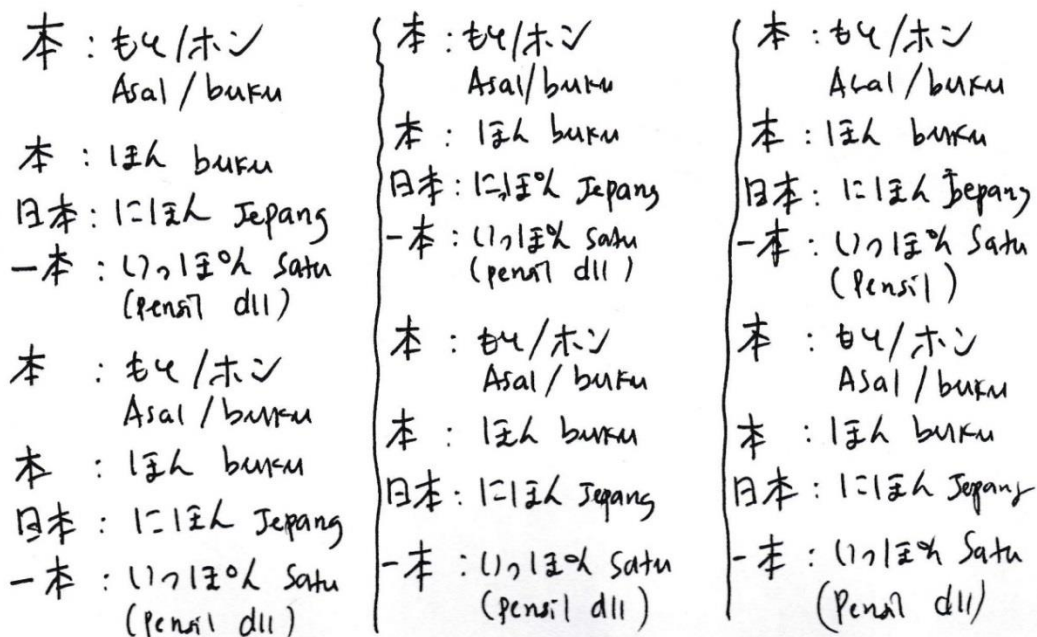 本 : もと/ホン
Asal / buku
本 : ほん buku
日本 : にほん Jepang
一本 : いっぽん Satu
(Pensil dll)
本 : もと/ホン
Asal / buku
本 : ほん buku
日本 : にほん Jepang
一本 : いっぽん Satu
(pensil dll)
本 : もと/ホン
Asal/buku
本 : ほん buku
日本 : にっぽん Jepang
一本 : いっぽん Satu
(pensil dll)
本 : もと/ホン
Asal / buku
本 : ほん buku
日本 : にほん Jepang
一本 : いっぽん Satu
(pensil dll)
本 : もと/ホン
Asal / buku
本 : ほん buku
日本 : にほん Jepang
一本 : いっぽん Satu
(Pensil)
本 : もと/ホン
Asal / buku
本 : ほん buku
日本 : にほん Jepang
一本 : いっぽん Satu
(Pensil dll)